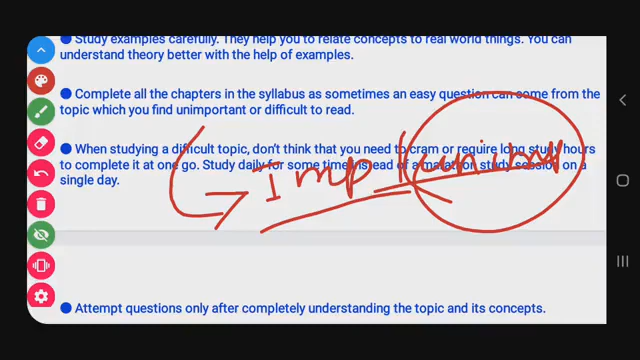 Study examples carefully. They help you to relate concepts to real world things. You can
understand theory better with the help of examples.
Complete all the chapters in the syllabus as sometimes an easy question can some from the
topic which you find unimportant or difficult to read.
When studying a difficult topic, don't think that you need to cram or require long study hours
to complete it at one go. Study daily for some time instead of a maraton study session on a
single day.
Imp
Attempt questions only after completely understanding the topic and its concepts.